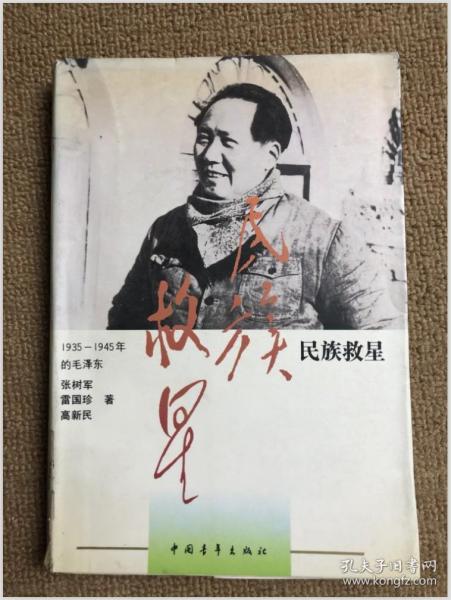 民族
救星
民族救星
1935－1945年
的毛泽东
张树军
雷国珍 著
高新民
中国青年出版社
孔夫子旧书网
www.kongfz.com